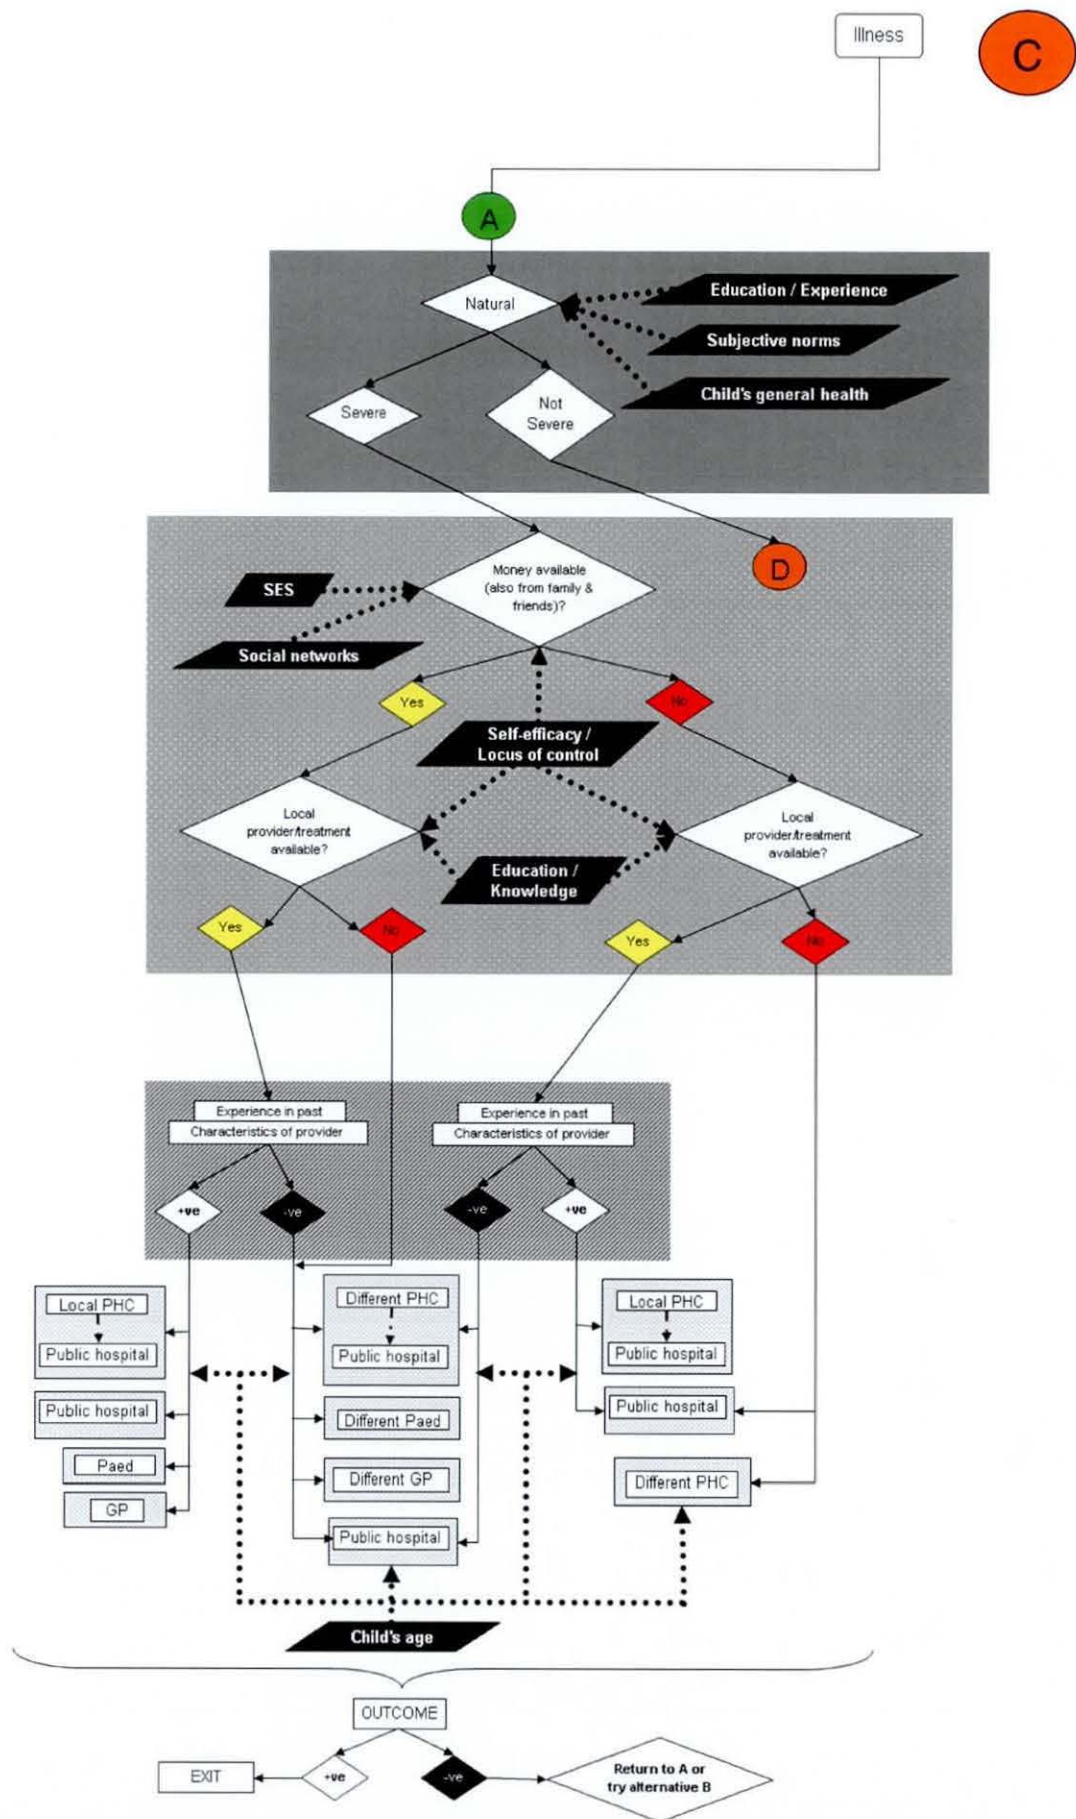 Illness
C
A
Natural
Education / Experience
Subjective norms
Child's general health
Severe
Not
Severe
D
Money available
(also from family &
friends)?
SES
Social networks
Yes
No
Self-efficacy /
Locus of control
Local
provider/treatment
available?
Local
provider/treatment
available?
Education /
Knowledge
Yes
No
Yes
No
Experience in past
Characteristics of provider
Experience in past
Characteristics of provider
+ve
-ve
-ve
+ve
Local PHC
Public hospital
Different PHC
Public hospital
Local PHC
Public hospital
Public hospital
Different Paed
Public hospital
Paed
Different GP
Different PHC
GP
Public hospital
Child's age
OUTCOME
EXIT
+ve
-ve
Return to A or
try alternative B